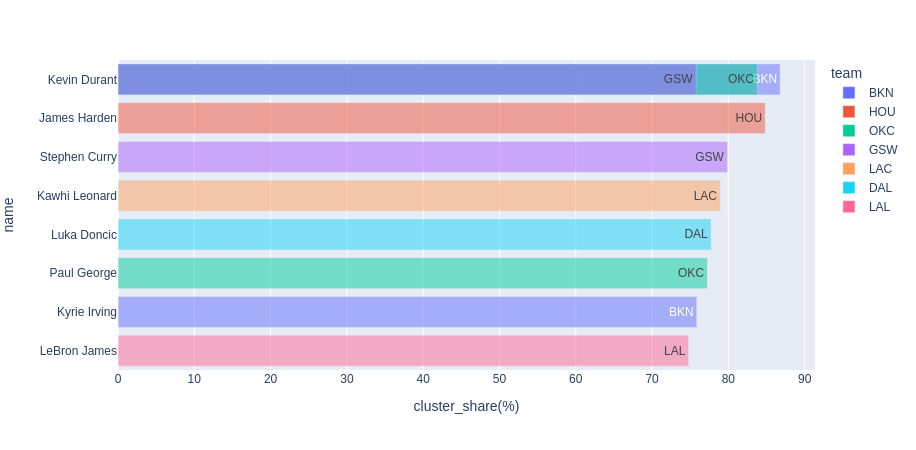 Kevin Durant GSW OKC BKN
James Harden HOU
Stephen Curry GSW
Kawhi Leonard LAC
Luka Doncic DAL
Paul George OKC
Kyrie Irving BKN
LeBron James LAL
name
0 10 20 30 40 50 60 70 80 90
cluster_share(%)
team
BKN
HOU
OKC
GSW
LAC
DAL
LAL